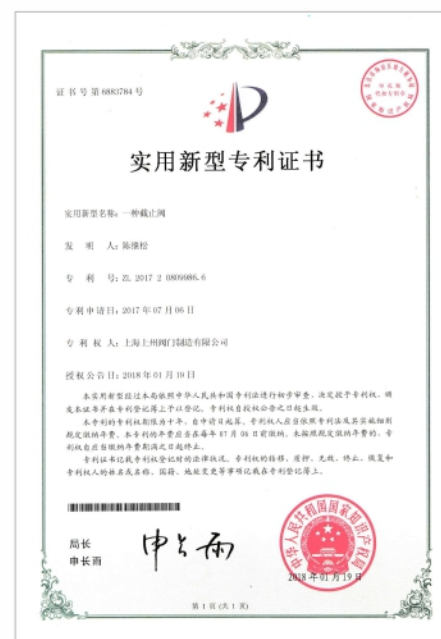 证书号第6883784号
实用新型专利证书
实用新型名称：一种截止阀
发明人：陈继松
专利号：ZL 2017 2 0809986.6
专利申请日：2017年07月06日
专利权人：上海上州阀门制造有限公司
授权公告日：2018年01月19日
本实用新型经过本局依照中华人民共和国专利法进行初步审查，决定授予专利权，颁
发本证书并在专利登记簿上予以登记。专利权自授权公告之日起生效。
本专利的专利权期限为十年，自申请日起算。专利权人应当依照专利法及其实施细则
规定缴纳年费。本专利的年费应当在每年07月06日前缴纳。未按照规定缴纳年费的，专
利权自应当缴纳年费期满之日起终止。
专利证书记载专利权登记时的法律状况。专利权的转移、质押、无效、终止、恢复和
专利权人的姓名或名称、国籍、地址变更等事项记载在专利登记簿上。
局长
申长雨
申长雨
中华人民共和国国家知识产权局
2018年01月19日
第1页（共1页）